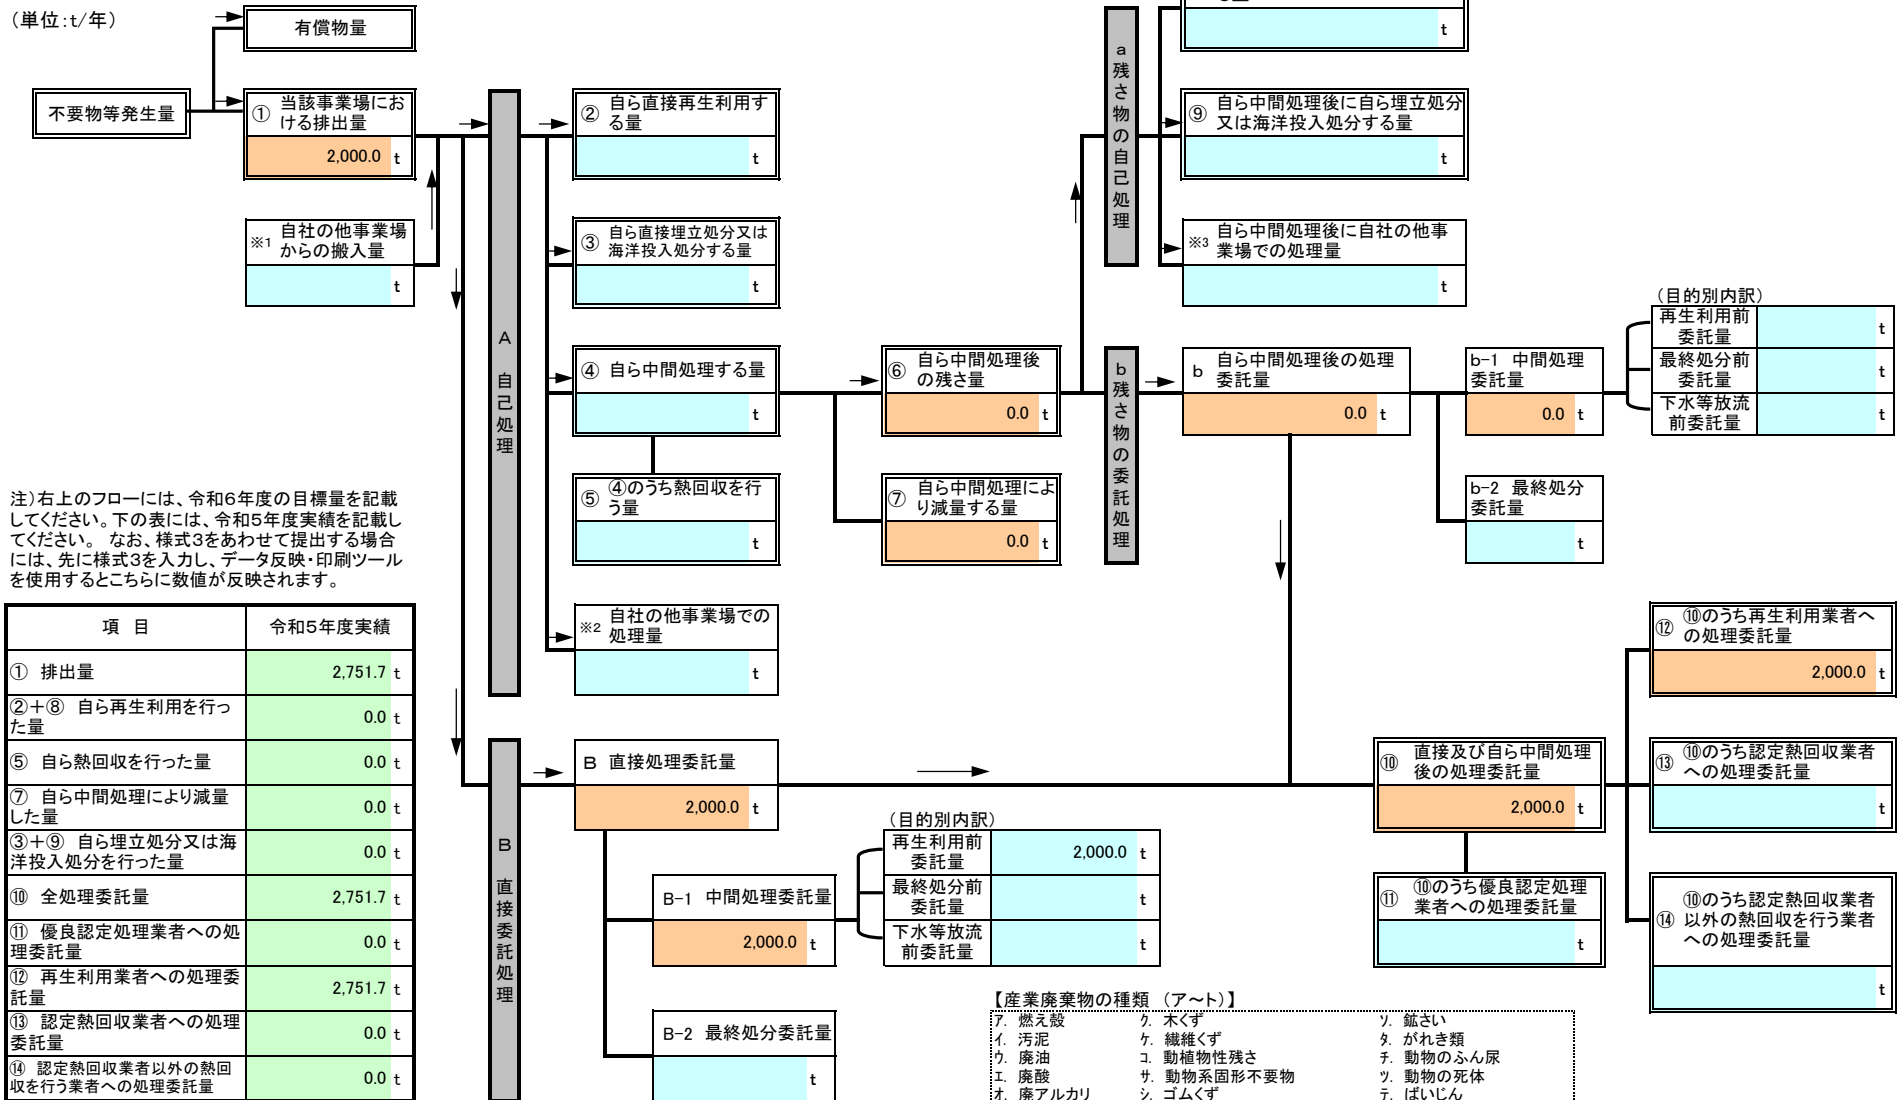 （単位：t/年）
有償物量
不要物等発生量
① 当該事業場にお
ける排出量
2,000.0 t
※1 自社の他事業場
からの搬入量
t
A 自己処理
② 自ら直接再生利用す
る量
t
③ 自ら直接埋立処分又は
海洋投入処分する量
t
④ 自ら中間処理する量
t
⑤ ④のうち熱回収を行
う量
t
※2 自社の他事業場での
処理量
t
⑥ 自ら中間処理後
の残さ量
0.0 t
⑦ 自ら中間処理によ
り減量する量
0.0 t
a 残さ物の自己処理
t
⑨ 自ら中間処理後に自ら埋立処分
又は海洋投入処分する量
t
※3 自ら中間処理後に自社の他事
業場での処理量
t
b 残さ物の委託処理
b 自ら中間処理後の処理
委託量
0.0 t
b-1 中間処理
委託量
0.0 t
（目的別内訳）
再生利用前
委託量
t
最終処分前
委託量
t
下水等放流
前委託量
t
b-2 最終処分
委託量
t
注）右上のフローには、令和６年度の目標量を記載
してください。下の表には、令和５年度実績を記載し
てください。 なお、様式３をあわせて提出する場合
には、先に様式３を入力し、データ反映・印刷ツール
を使用するとこちらに数値が反映されます。
項 目 令和５年度実績
① 排出量 2,751.7 t
②＋⑧ 自ら再生利用を行っ
た量 0.0 t
⑤ 自ら熱回収を行った量 0.0 t
⑦ 自ら中間処理により減量
した量 0.0 t
③＋⑨ 自ら埋立処分又は海
洋投入処分を行った量 0.0 t
⑩ 全処理委託量 2,751.7 t
⑪ 優良認定処理業者への処
理委託量 0.0 t
⑫ 再生利用業者への処理委
託量 2,751.7 t
⑬ 認定熱回収業者への処理
委託量 0.0 t
⑭ 認定熱回収業者以外の熱回
収を行う業者への処理委託量 0.0 t
B 直接委託処理
B 直接処理委託量
2,000.0 t
B-1 中間処理委託量
2,000.0 t
（目的別内訳）
再生利用前
委託量
2,000.0 t
最終処分前
委託量
t
下水等放流
前委託量
t
B-2 最終処分委託量
t
⑩ 直接及び自ら中間処理
後の処理委託量
2,000.0 t
⑪ ⑩のうち優良認定処理
業者への処理委託量
t
⑫ ⑩のうち再生利用業者へ
の処理委託量
2,000.0 t
⑬ ⑩のうち認定熱回収業者
への処理委託量
t
⑭ ⑩のうち認定熱回収業者
以外の熱回収を行う業者
への処理委託量
t
【産業廃棄物の種類 （ア～ト）】
ア. 燃え殻 ク. 木くず ソ. 鉱さい
イ. 汚泥 ケ. 繊維くず タ. がれき類
ウ. 廃油 コ. 動植物性残さ チ. 動物のふん尿
エ. 廃酸 サ. 動物系固形不要物 ツ. 動物の死体
オ. 廃アルカリ シ. ゴムくず テ. ばいじん